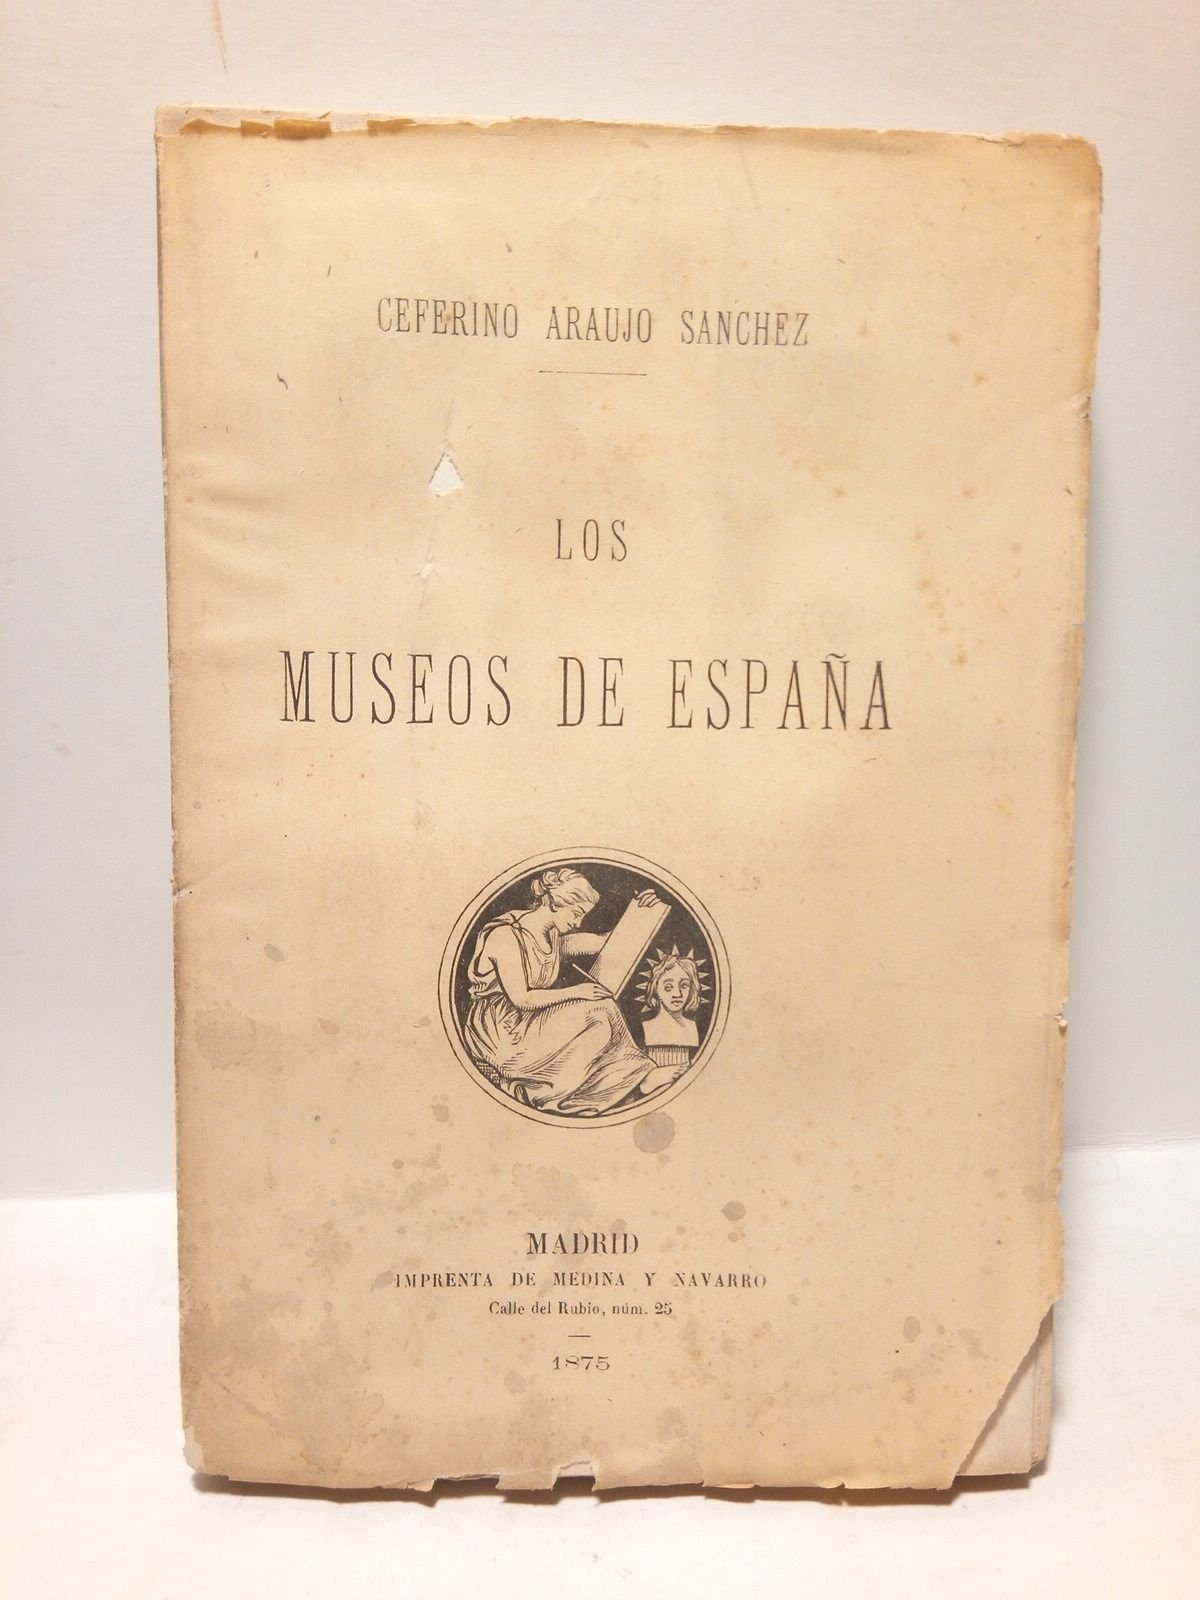 CEFERINO ARAUJO SANCHEZ
LOS
MUSEOS DE ESPAÑA
MADRID
IMPRENTA DE MEDINA Y NAVARRO
Calle del Rubio, núm. 25
1875